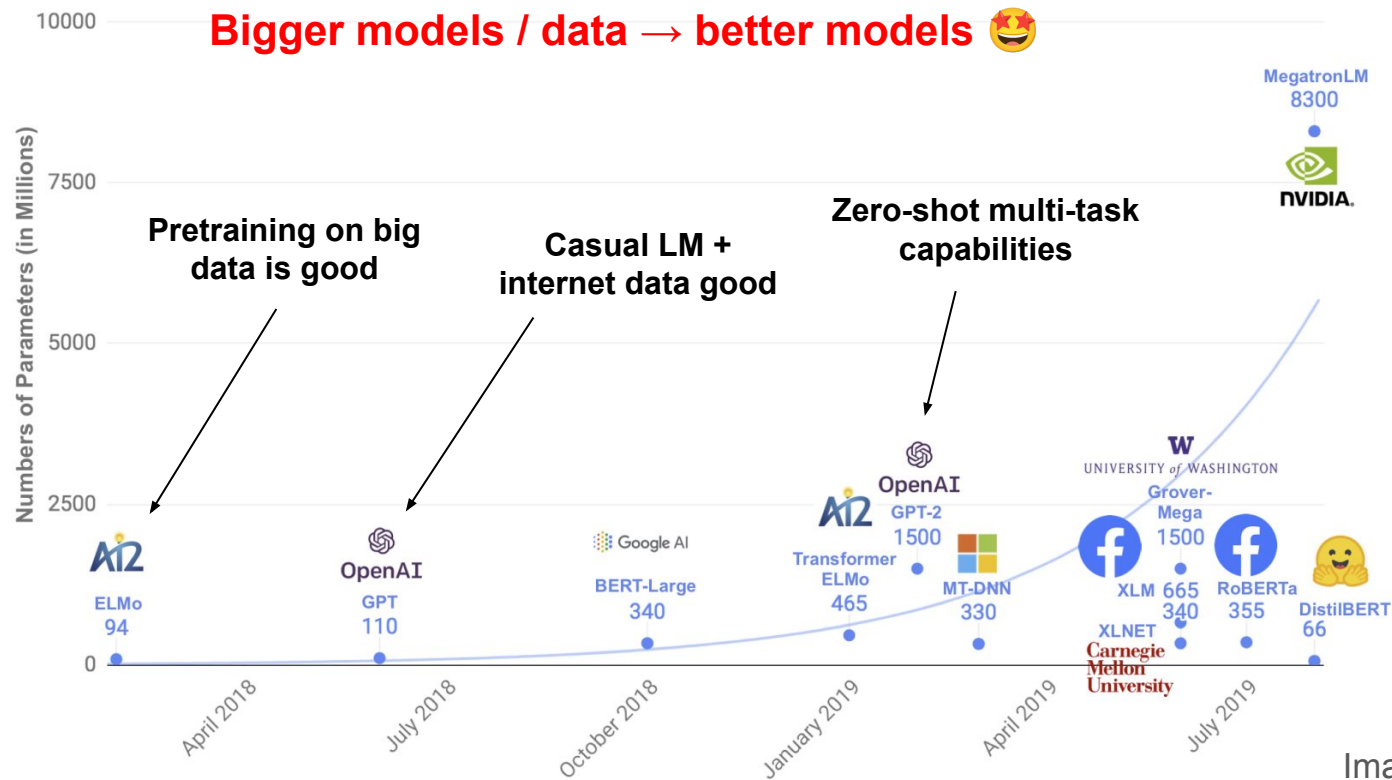 10000
Bigger models / data → better models 🤩
MegatronLM
8300
NVIDIA.
Numbers of Parameters (in Millions)
7500
Pretraining on big
data is good
Casual LM +
internet data good
Zero-shot multi-task
capabilities
5000
2500
AI2
ELMo
94
OpenAI
GPT
110
Google AI
BERT-Large
340
AI2
Transformer
ELMo
465
OpenAI
GPT-2
1500
MT-DNN
330
W
UNIVERSITY of WASHINGTON
Grover-
Mega
1500
f
XLM 665
340
XLNET
Carnegie
Mellon
University
f
RoBERTa
355
DistilBERT
66
0
April 2018
July 2018
October 2018
January 2019
April 2019
July 2019
Ima